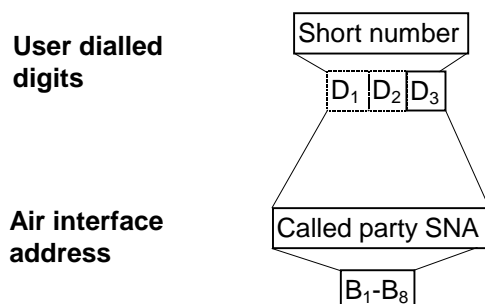 User dialled
digits
Short number
D₁ D₂ D₃
Air interface
address
Called party SNA
B₁-B₈